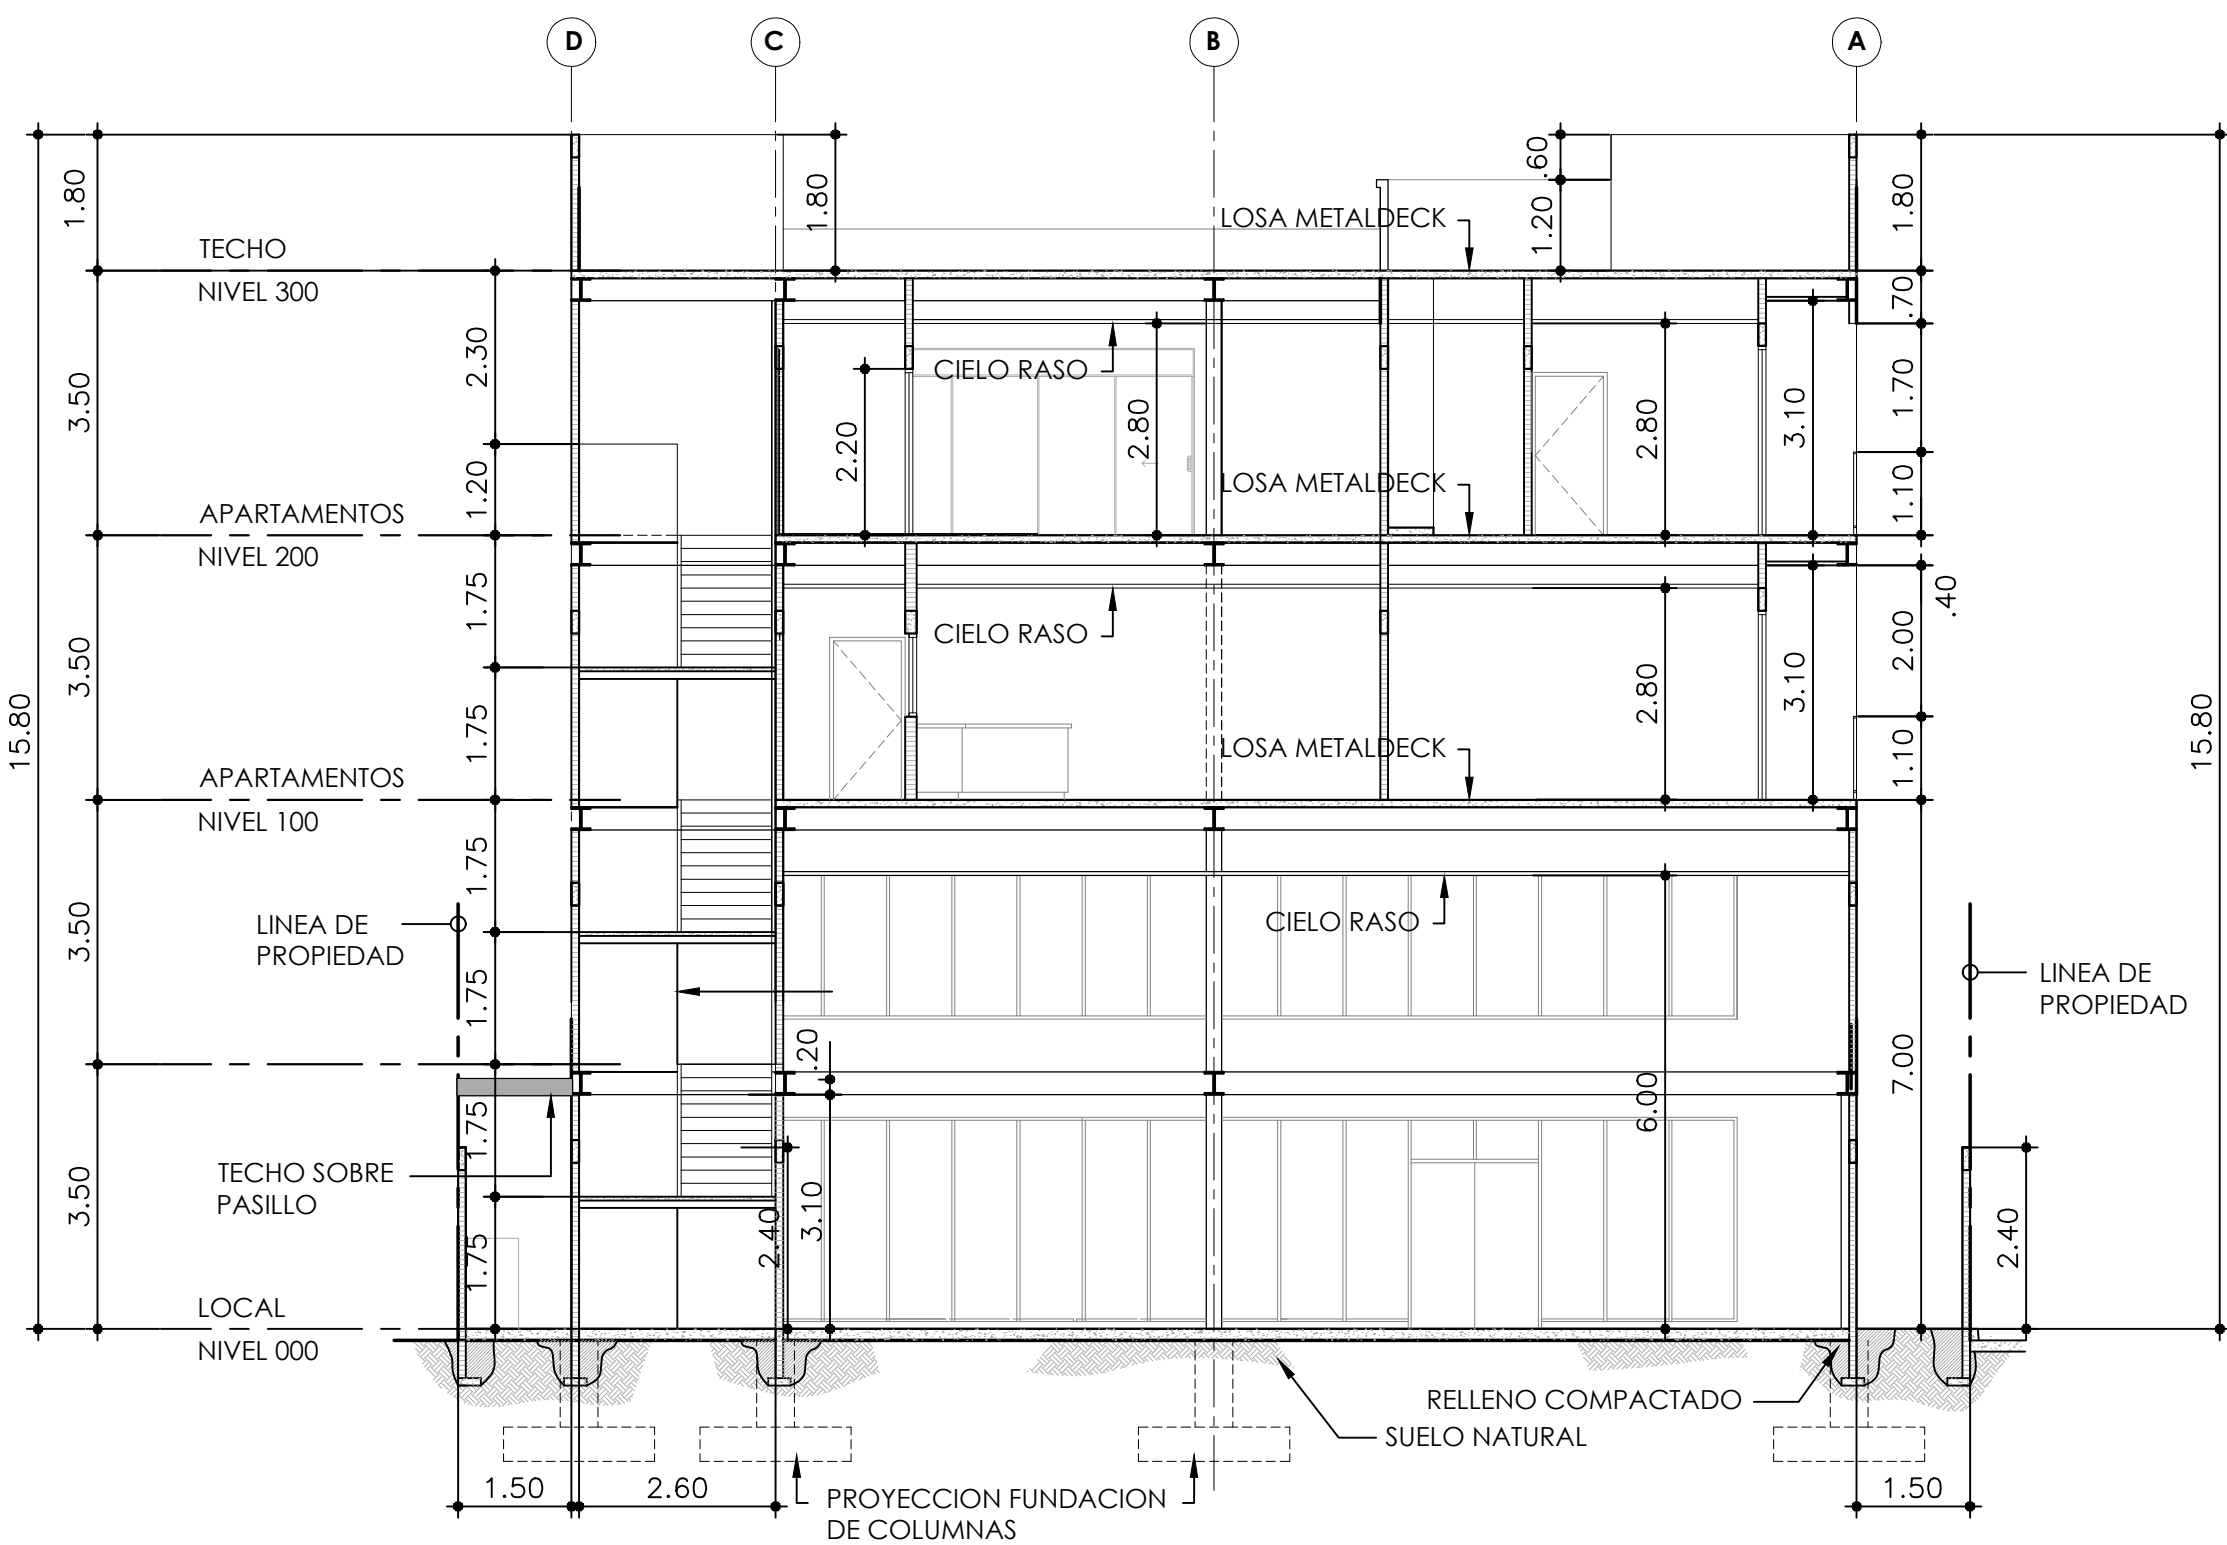 D
C
B
A
1.80
1.80
.60
1.20
1.80
TECHO
NIVEL 300
LOSA METALDECK
.70
2.30
3.50
CIELO RASO
2.20
2.80
2.80
3.10
1.70
1.20
1.10
APARTAMENTOS
NIVEL 200
LOSA METALDECK
.40
1.75
3.50
CIELO RASO
2.80
3.10
2.00
15.80
15.80
1.75
1.10
APARTAMENTOS
NIVEL 100
LOSA METALDECK
1.75
3.50
LINEA DE
PROPIEDAD
CIELO RASO
1.75
LINEA DE
PROPIEDAD
.20
7.00
6.00
1.75
3.50
TECHO SOBRE
PASILLO
2.40
3.10
2.40
1.75
LOCAL
NIVEL 000
RELLENO COMPACTADO
SUELO NATURAL
1.50
2.60
1.50
PROYECCION FUNDACION
DE COLUMNAS